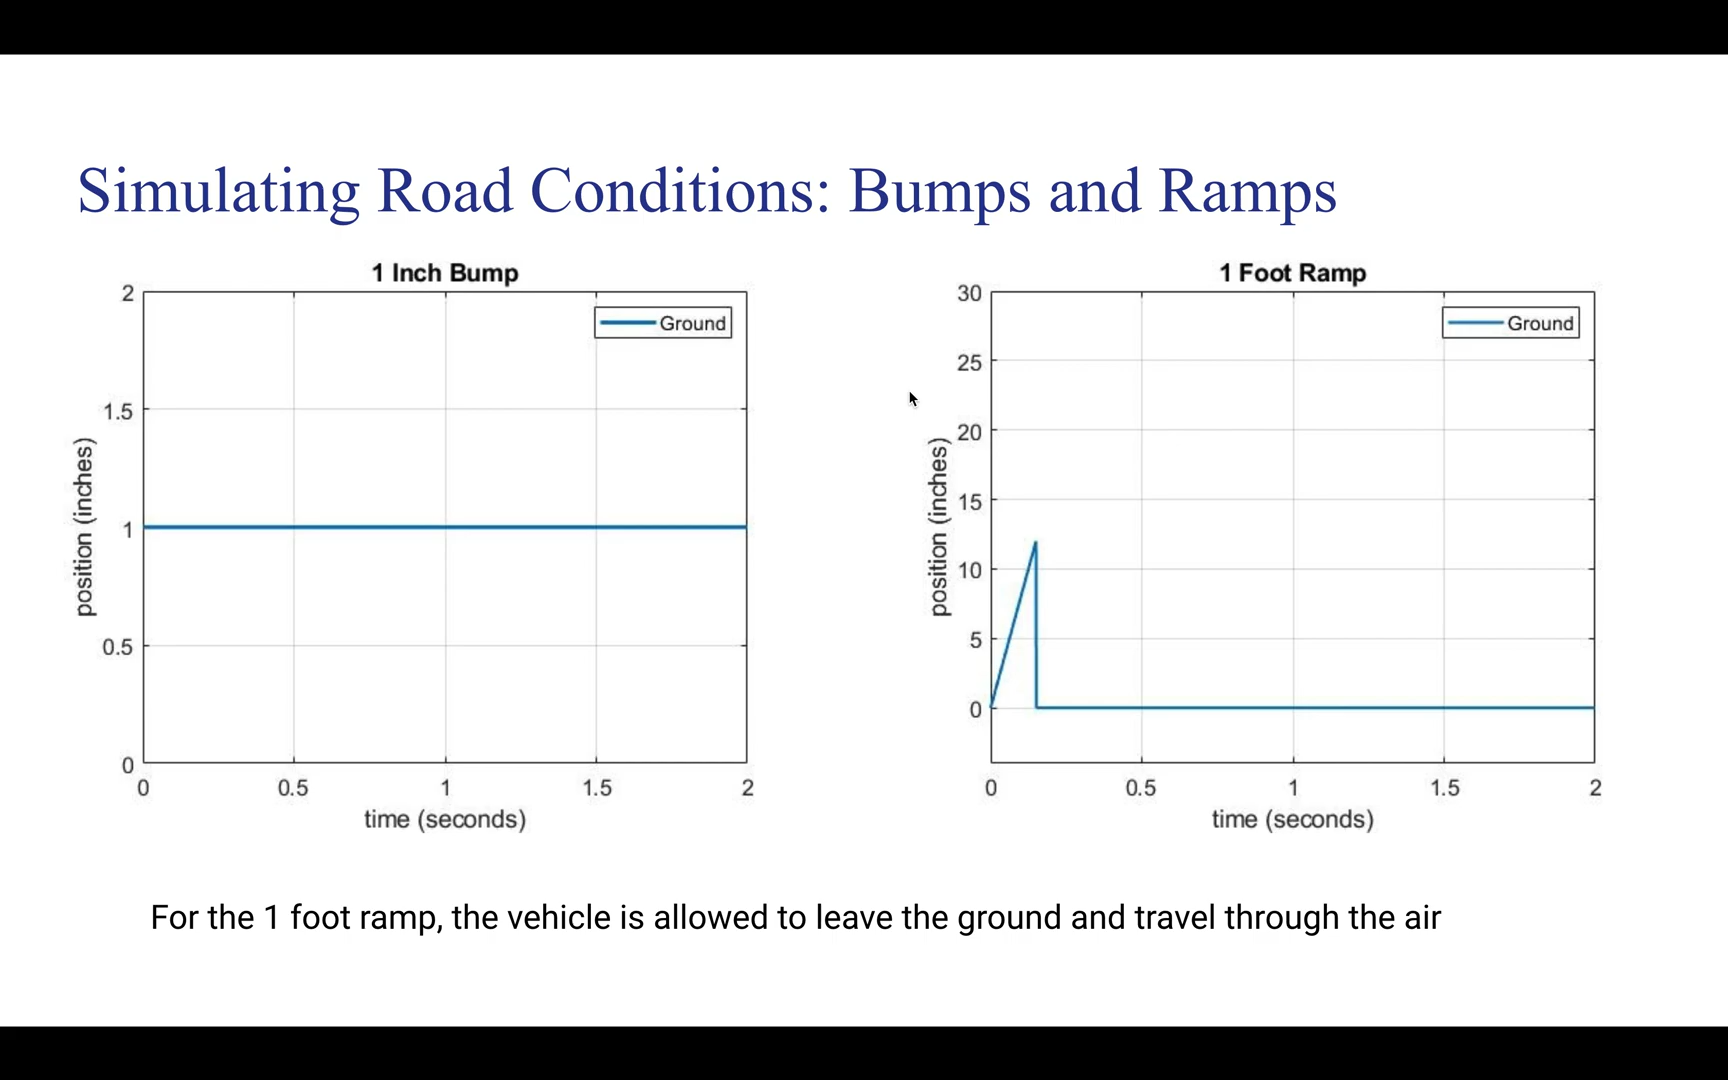 Simulating Road Conditions: Bumps and Ramps
1 Inch Bump
Ground
2
1.5
1
0.5
0
position (inches)
0 0.5 1 1.5 2
time (seconds)
1 Foot Ramp
Ground
30
25
20
15
10
5
0
position (inches)
0 0.5 1 1.5 2
time (seconds)
For the 1 foot ramp, the vehicle is allowed to leave the ground and travel through the air